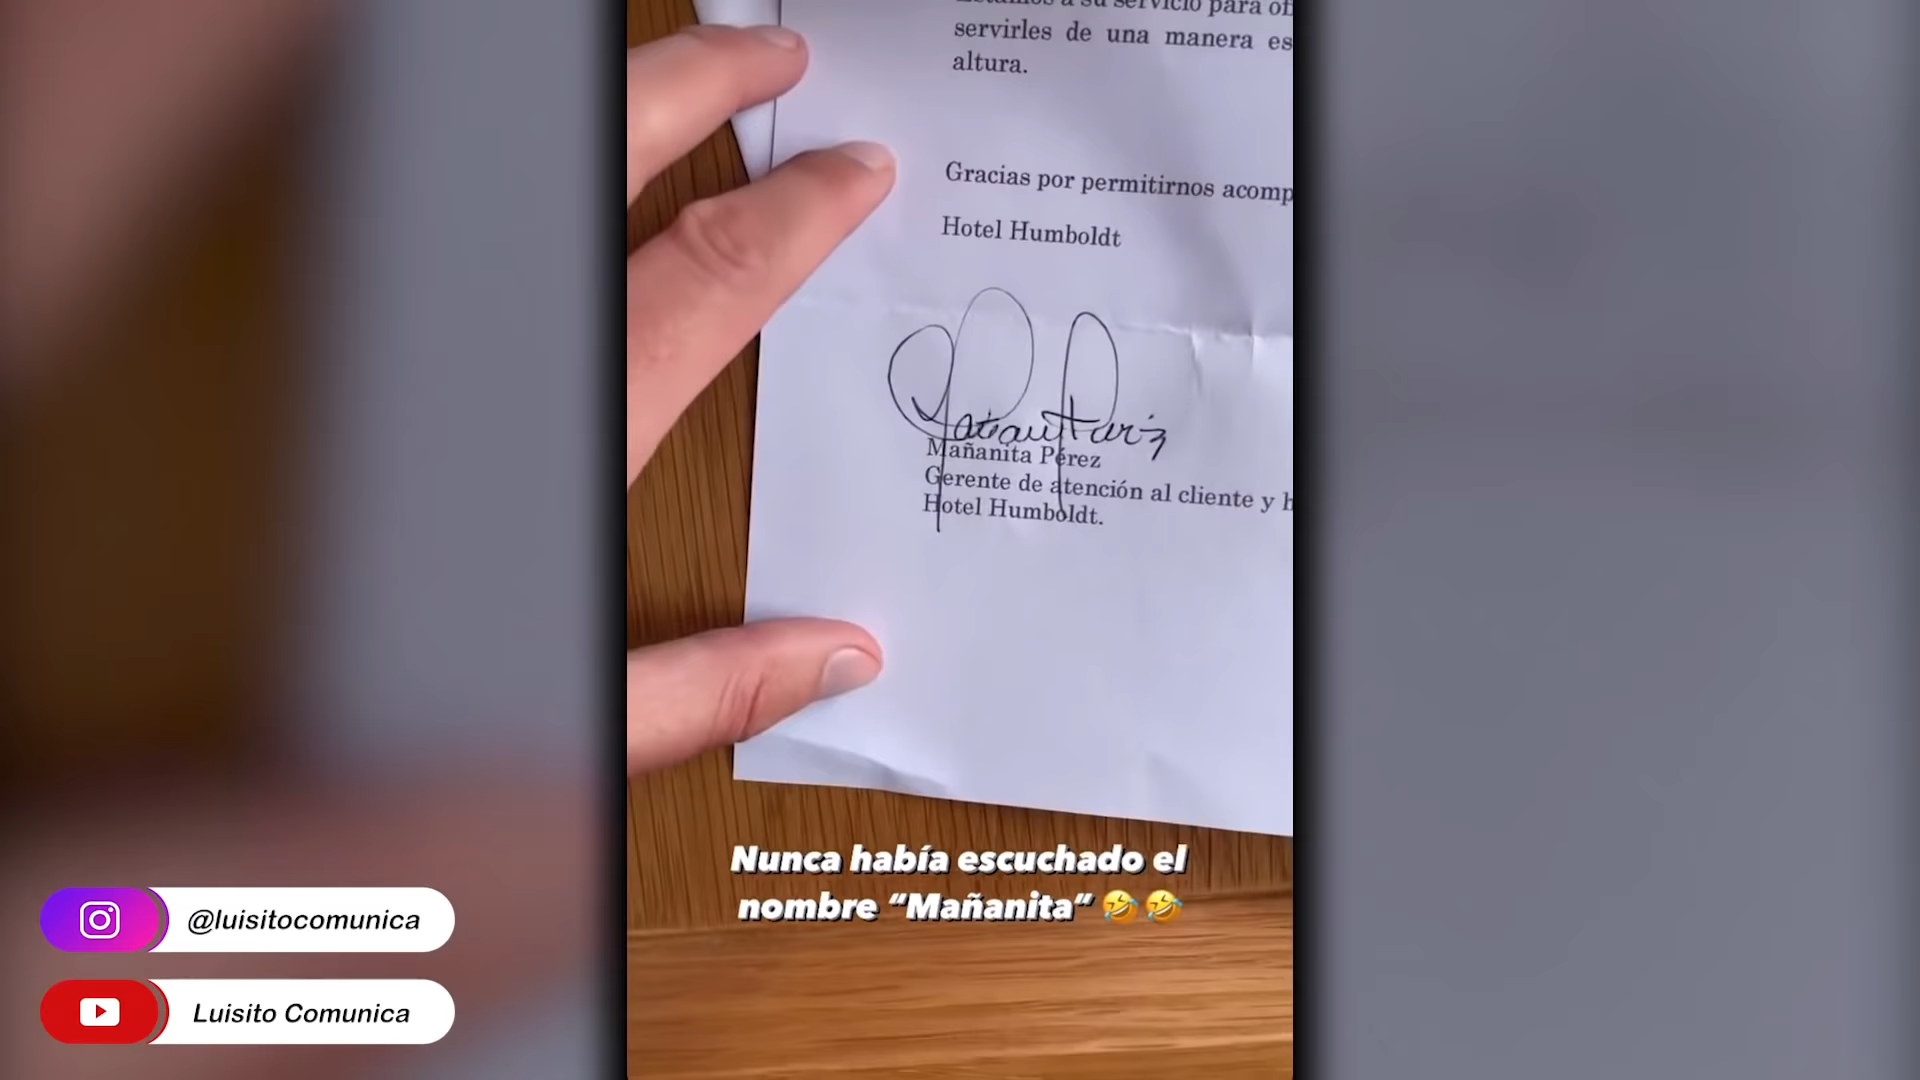 servirles de una manera es
altura.
Gracias por permitirnos acomp
Hotel Humboldt
Mañanita Pérez
Gerente de atención al cliente y h
Hotel Humboldt.
Nunca había escuchado el
nombre “Mañanita” 🤣🤣
@luisitocomunica
Luisito Comunica